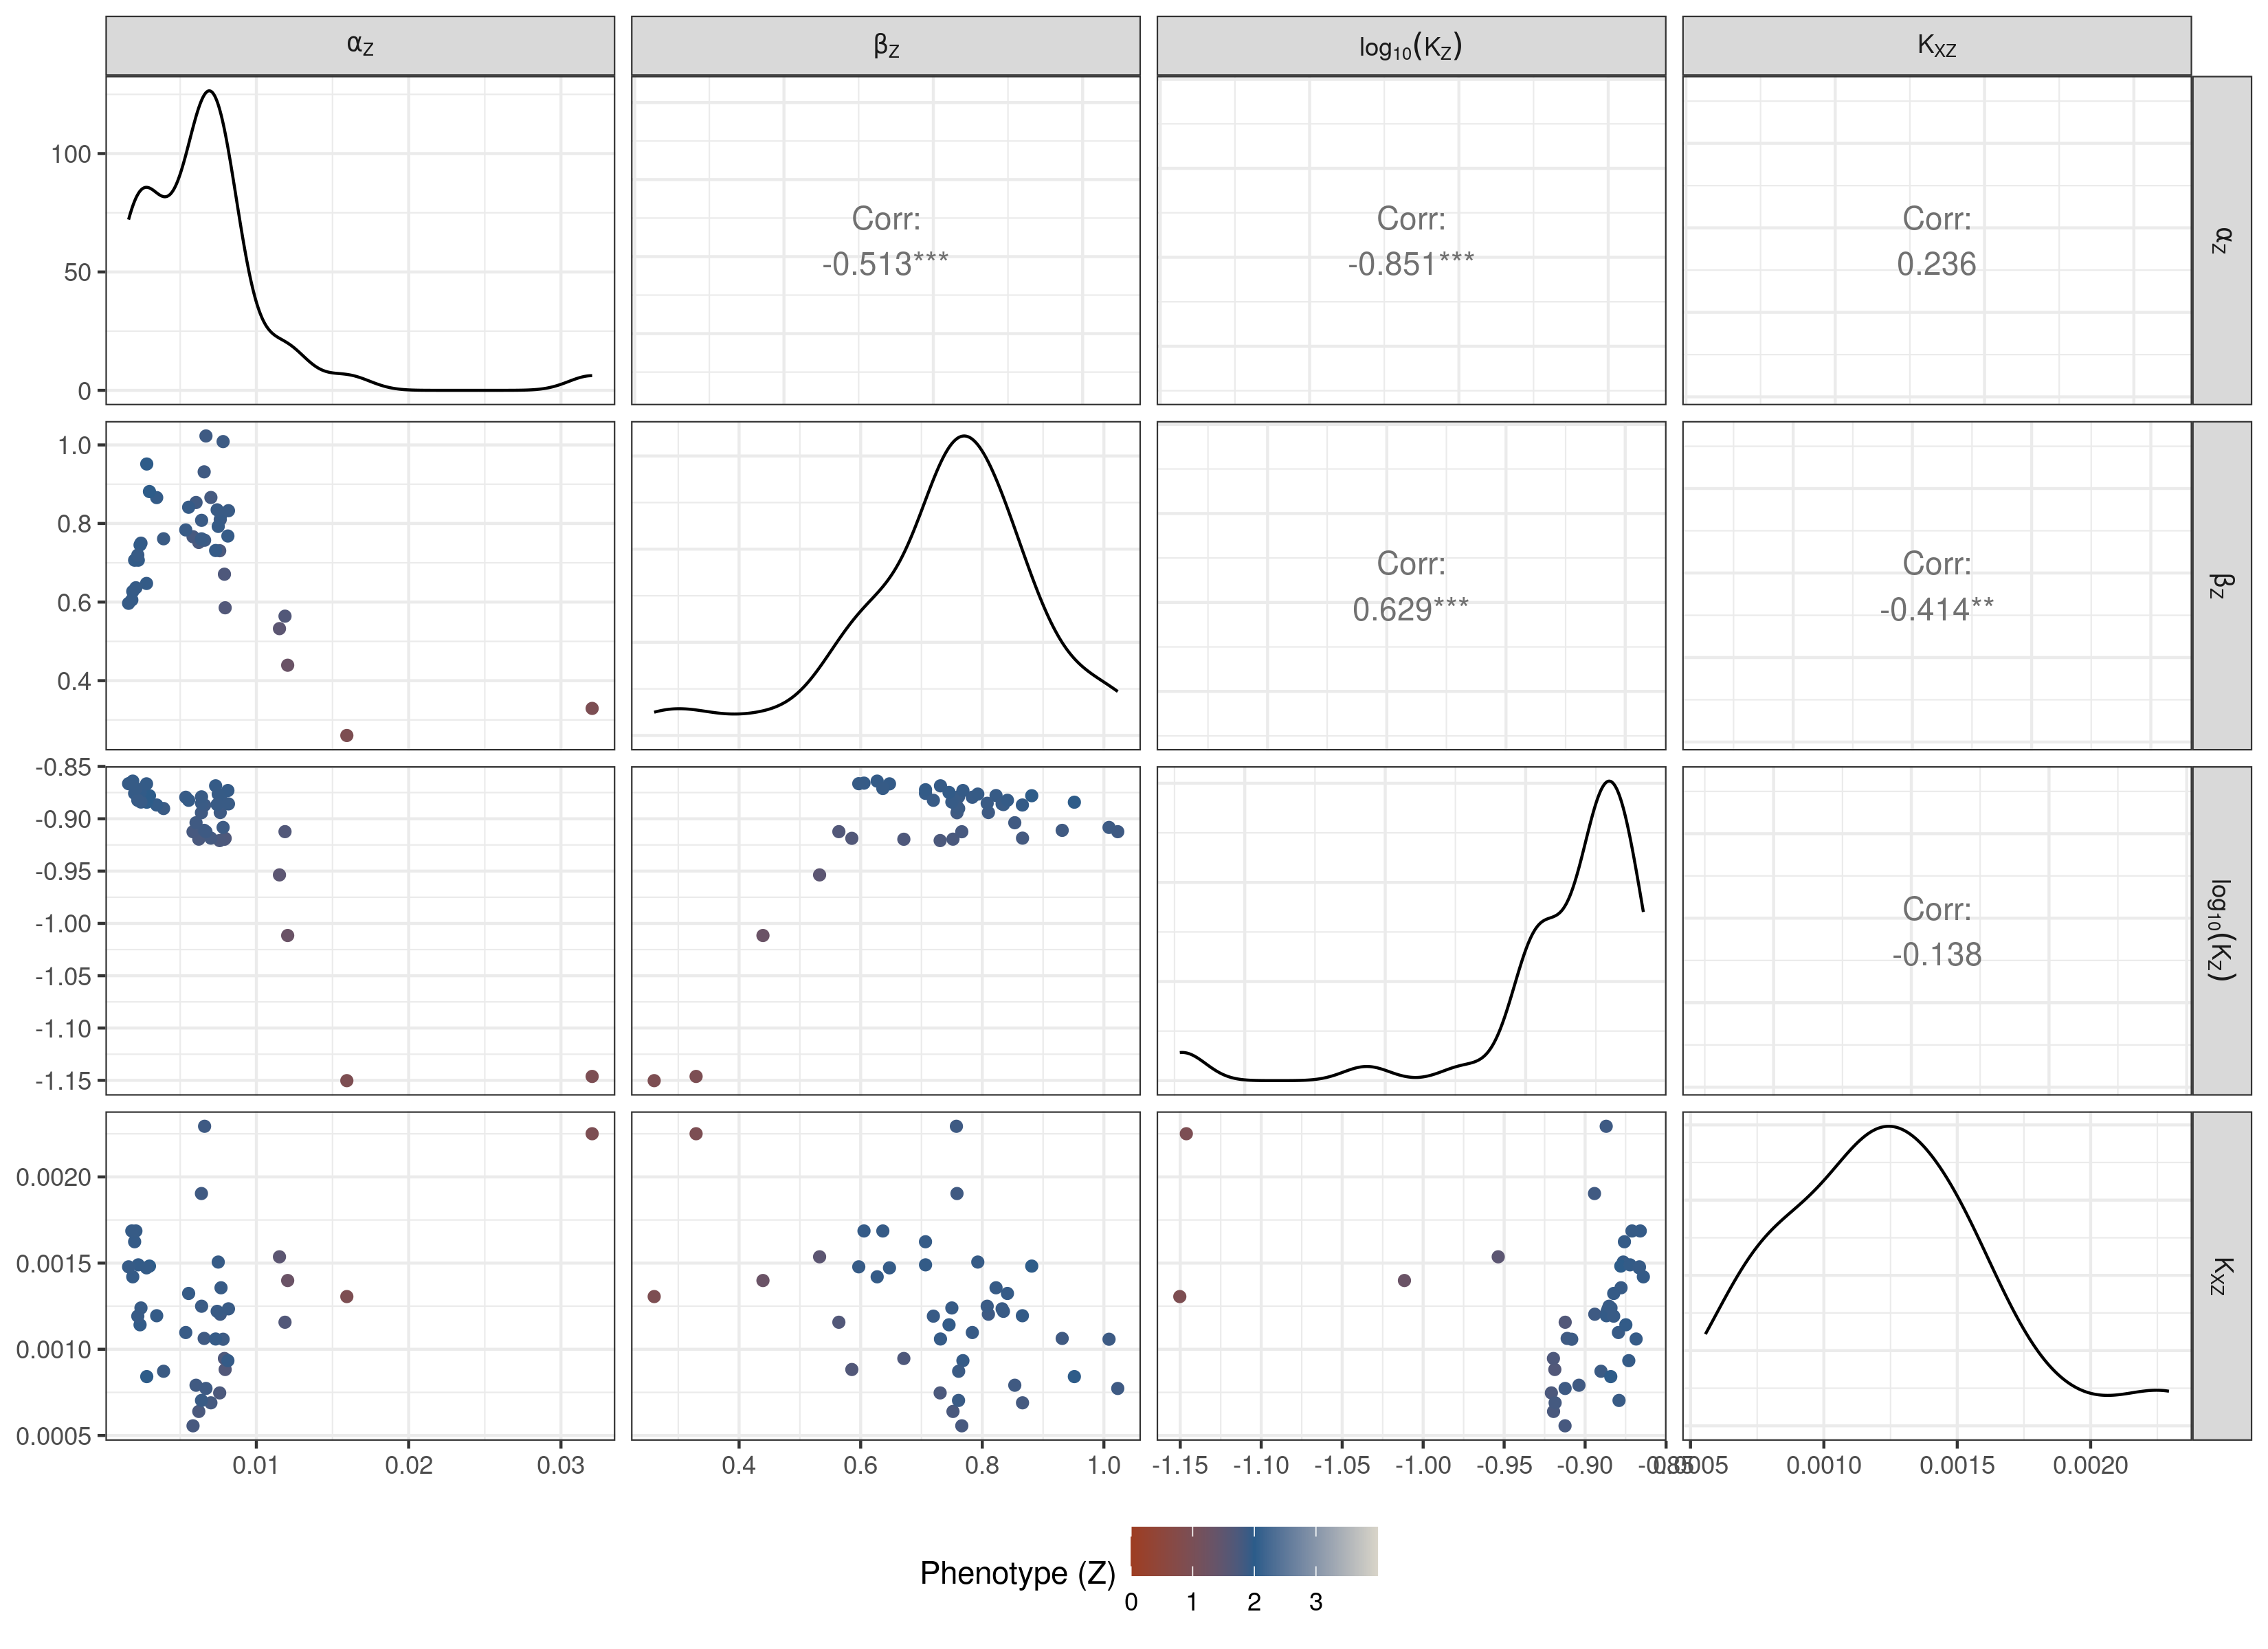 αZ βZ log10(KZ) KXZ
100
50
0
Corr:
-0.513***
Corr:
-0.851***
Corr:
0.236
αZ
1.0
0.8
0.6
0.4
Corr:
0.629***
Corr:
-0.414**
βZ
-0.85
-0.90
-0.95
-1.00
-1.05
-1.10
-1.15
Corr:
-0.138
log10(KZ)
0.0020
0.0015
0.0010
0.0005
KXZ
0.01 0.02 0.03 0.4 0.6 0.8 1.0 -1.15 -1.10 -1.05 -1.00 -0.95 -0.90 -0.85 0.0005 0.0010 0.0015 0.0020
Phenotype (Z)
0 1 2 3